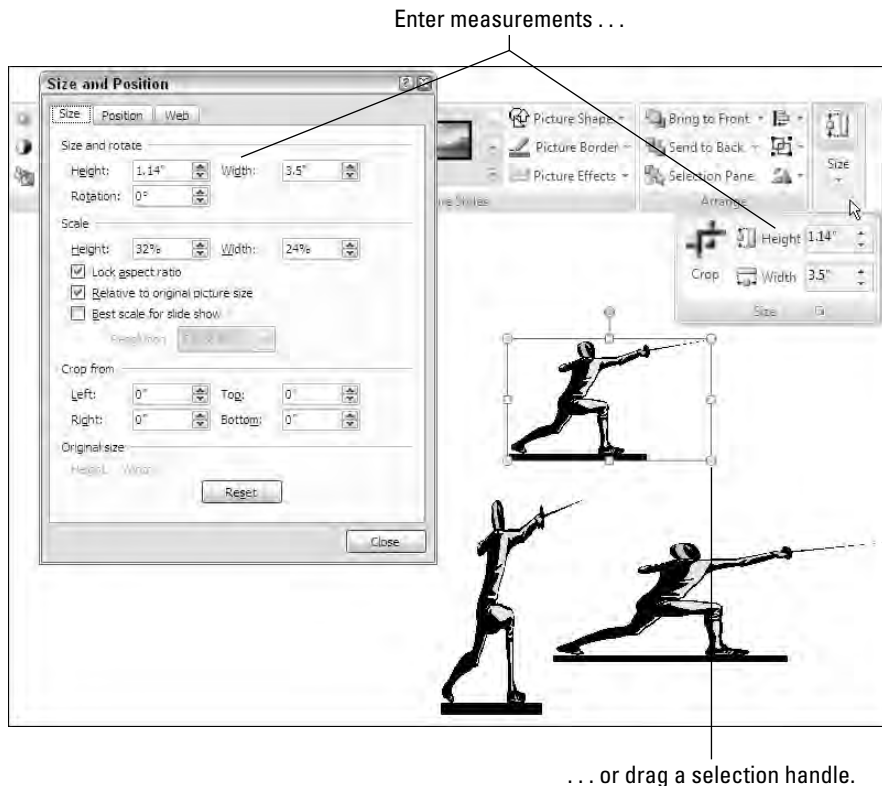 Enter measurements . . .
Size and Position
Size Position Web
Size and rotate
Height: 1.14" Width: 3.5"
Rotation: 0°
Scale
Height: 32% Width: 24%
Lock aspect ratio
Relative to original picture size
Best scale for slide show
Crop from
Left: 0" Top: 0"
Right: 0" Bottom: 0"
Original size
Height: Width:
Reset
Close
Picture Shape
Picture Border
Picture Effects
Styles
Bring to Front
Send to Back
Selection Pane
Arrange
Size
Crop
Height 1.14"
Width 3.5"
Size
. . . or drag a selection handle.